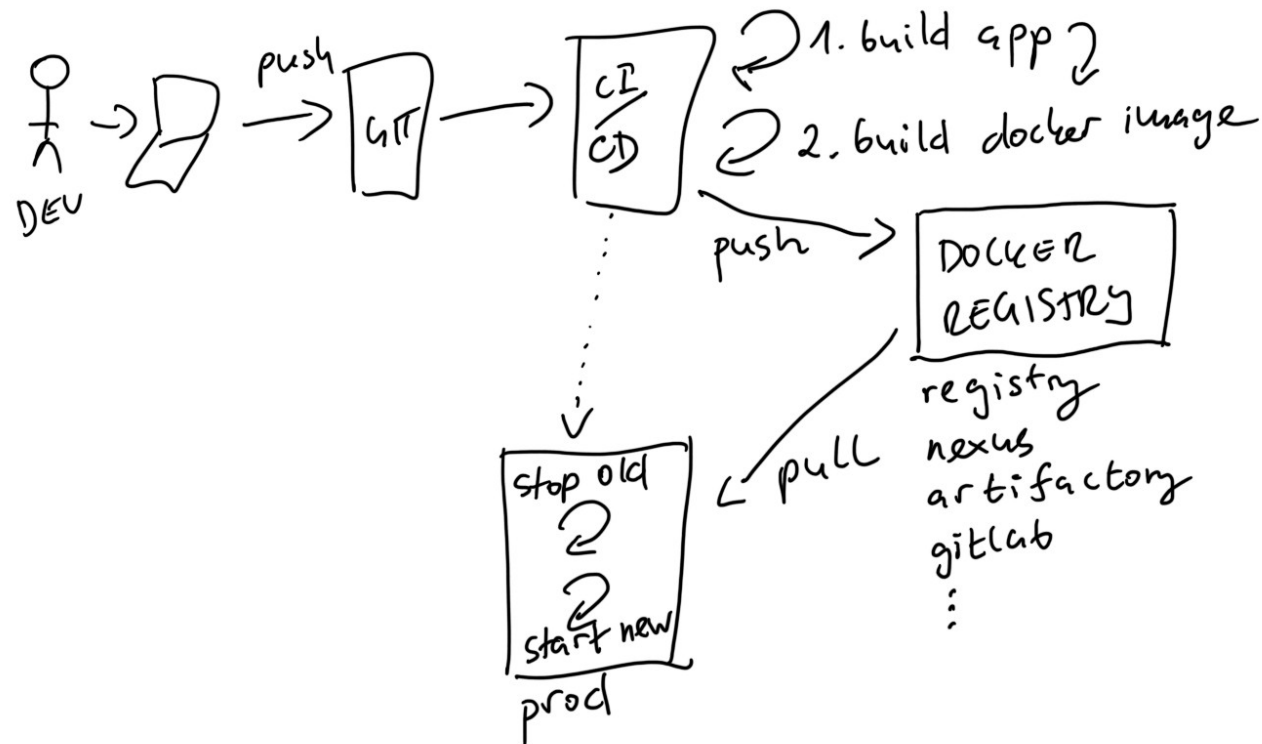 DEV
push
GIT
CI
CD
1. build app
2. build docker image
push
DOCKER
REGISTRY
registry
nexus
artifactory
gitlab
pull
stop old
start new
prod